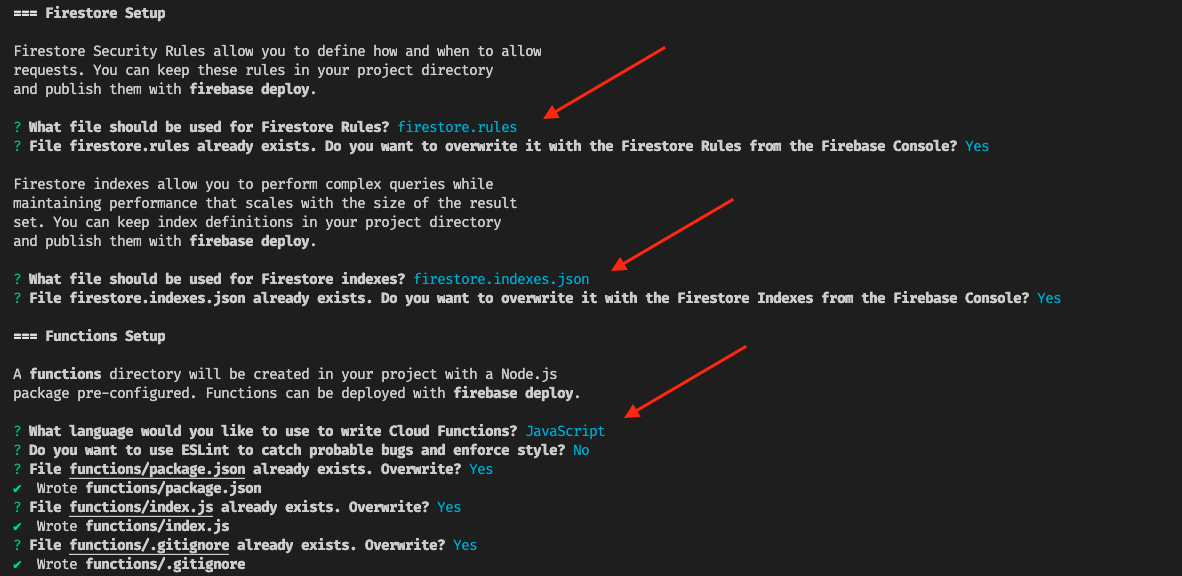 === Firestore Setup
Firestore Security Rules allow you to define how and when to allow
requests. You can keep these rules in your project directory
and publish them with firebase deploy.
? What file should be used for Firestore Rules? firestore.rules
? File firestore.rules already exists. Do you want to overwrite it with the Firestore Rules from the Firebase Console? Yes
Firestore indexes allow you to perform complex queries while
maintaining performance that scales with the size of the result
set. You can keep index definitions in your project directory
and publish them with firebase deploy.
? What file should be used for Firestore indexes? firestore.indexes.json
? File firestore.indexes.json already exists. Do you want to overwrite it with the Firestore Indexes from the Firebase Console? Yes
=== Functions Setup
A functions directory will be created in your project with a Node.js
package pre-configured. Functions can be deployed with firebase deploy.
? What language would you like to use to write Cloud Functions? JavaScript
? Do you want to use ESLint to catch probable bugs and enforce style? No
? File functions/package.json already exists. Overwrite? Yes
✔ Wrote functions/package.json
? File functions/index.js already exists. Overwrite? Yes
✔ Wrote functions/index.js
? File functions/.gitignore already exists. Overwrite? Yes
✔ Wrote functions/.gitignore